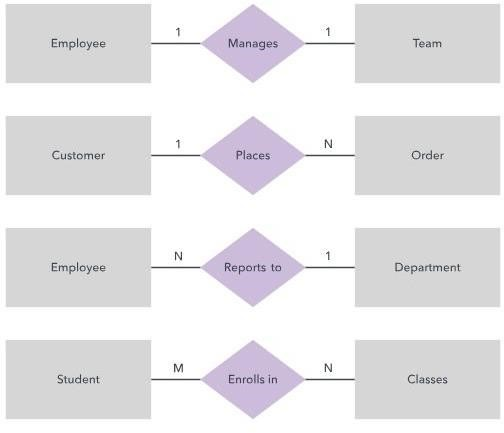 Employee 1 Manages 1 Team
Customer 1 Places N Order
Employee N Reports to 1 Department
Student M Enrolls in N Classes